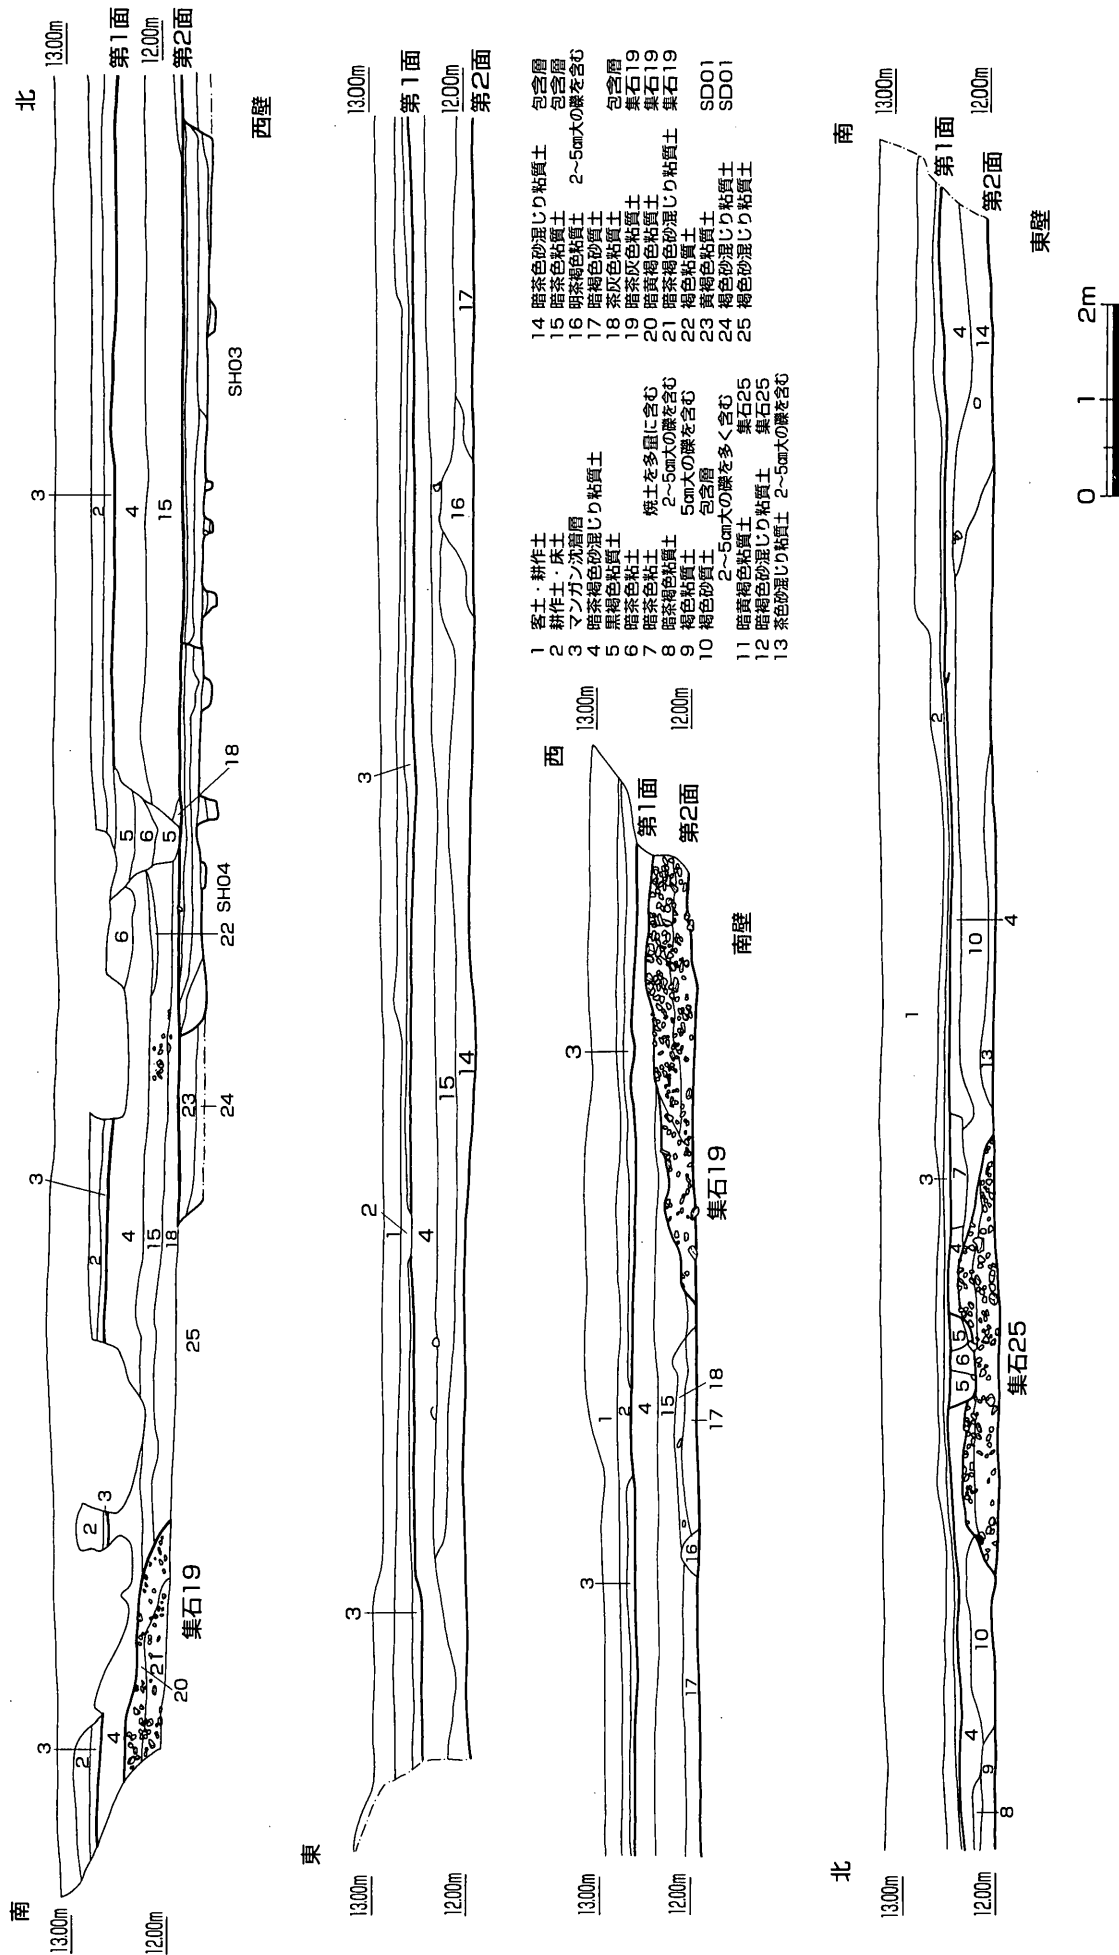 南
北
13.00m
12.00m
13.00m
第1面
12.00m
第2面
西壁
3
2
4
集石19
20
21
2
3
25
3
2
4
15
18
23
24
6
22
SH04
5
6
5
18
3
2
4
15
SH03
東
13.00m
12.00m
13.00m
第1面
12.00m
第2面
3
2
1
4
15
14
3
16
17
13.00m
12.00m
西
13.00m
12.00m
第1面
第2面
南壁
17
3
16
1
2
4
15
18
17
3
集石19
1 客土・耕作土
2 耕作土・床土
3 マンガン沈着層
4 暗茶褐色砂混じり粘質土
5 黒褐色粘質土
6 暗茶色粘土
7 暗茶色粘土 焼土を多量に含む
8 暗茶褐色粘質土 2~5cm大の礫を含む
9 褐色粘質土 5cm大の礫を含む
10 褐色砂質土 包含層
2~5cm大の礫を多く含む
11 暗黄褐色粘質土 集石25
12 暗褐色砂混じり粘質土 集石25
13 茶色砂混じり粘質土 2~5cm大の礫を含む
14 暗茶色砂混じり粘質土 包含層
15 暗茶色粘質土 包含層
16 明茶褐色粘質土 2~5cm大の礫を含む
17 暗褐色砂質土
18 茶灰色粘質土 包含層
19 暗茶灰色粘質土 集石19
20 暗黄褐色粘質土 集石19
21 暗茶褐色砂混じり粘質土 集石19
22 褐色粘質土
23 黄褐色粘質土
24 褐色砂混じり粘質土 SD01
25 褐色砂混じり粘質土 SD01
北
南
13.00m
12.00m
13.00m
12.00m
第1面
第2面
東壁
8
9
4
10
集石25
5
6
5
4
7
3
13
1
10
4
2
4
14
0 1 2m